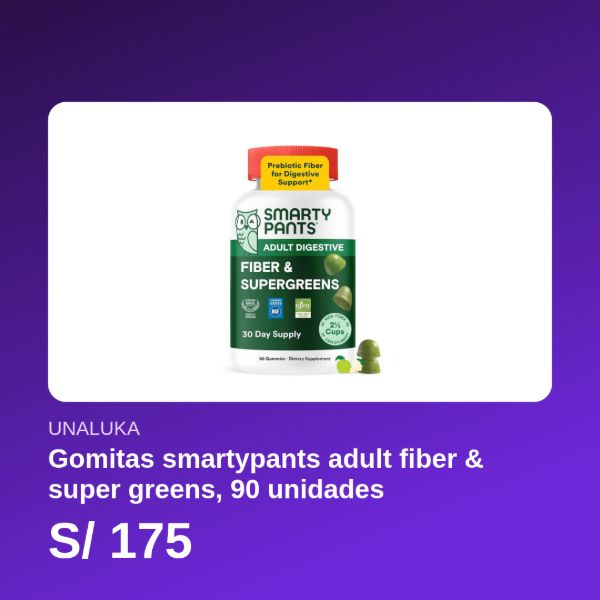 Prebiotic Fiber
for Digestive
Support*
SMARTY
PANTS
ADULT DIGESTIVE
FIBER &
SUPERGREENS
NSF
2½
Cups
30 Day Supply
90 Gummies · Dietary Supplement
UNALUKA
Gomitas smartypants adult fiber &
super greens, 90 unidades
S/ 175